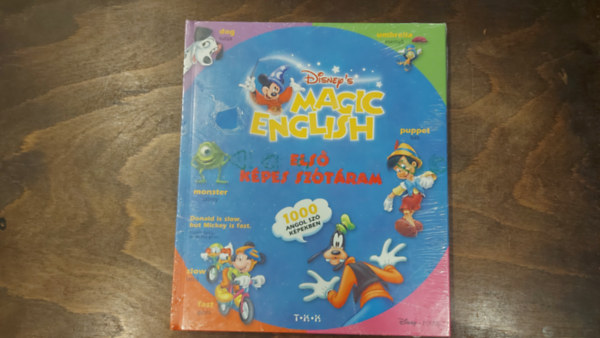 dog
umbrella
DISNEY'S
MAGIC
ENGLISH
puppet
ELSŐ
KÉPES SZÓTÁRAM
monster
1000
ANGOL SZÓ
KÉPEKBEN
Donald is slow,
but Mickey is fast.
slow
fast